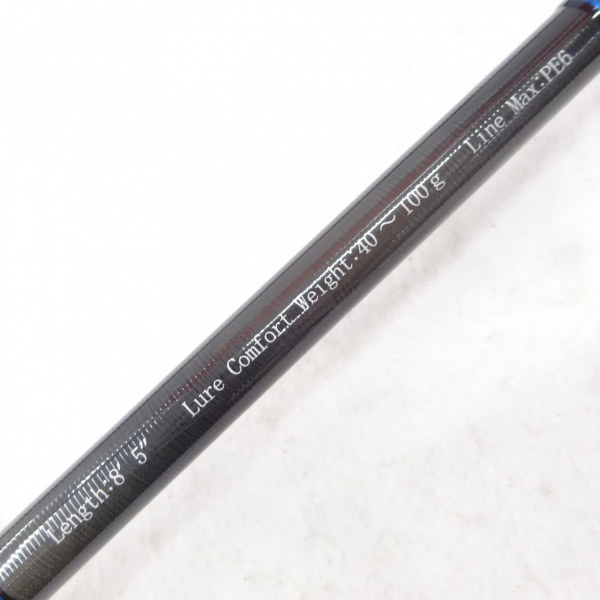 Length:8′5″ Lure Comfort Weight:40～100g Line Max:PE6